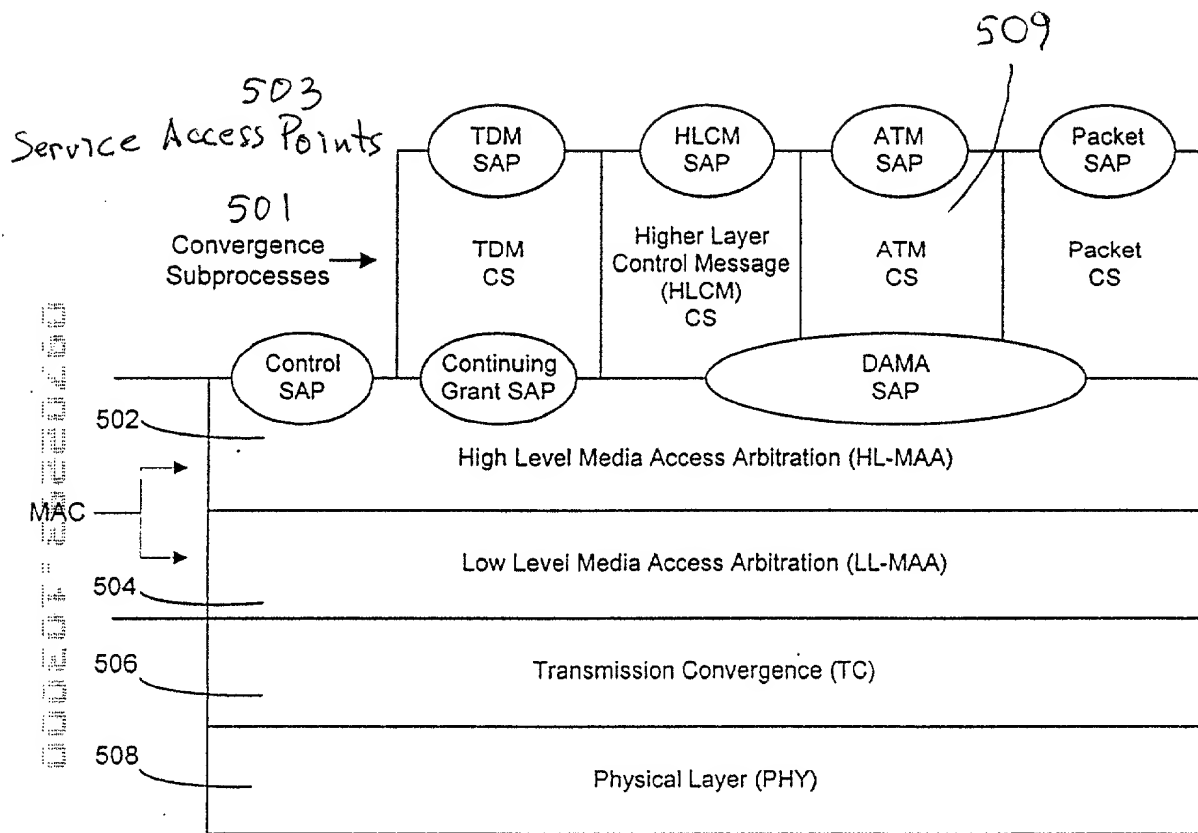 509
503
Service Access Points
TDM
SAP
HLCM
SAP
ATM
SAP
Packet
SAP
501
Convergence
Subprocesses
TDM
CS
Higher Layer
Control Message
(HLCM)
CS
ATM
CS
Packet
CS
Control
SAP
Continuing
Grant SAP
DAMA
SAP
502
High Level Media Access Arbitration (HL-MAA)
MAC
Low Level Media Access Arbitration (LL-MAA)
504
506
Transmission Convergence (TC)
508
Physical Layer (PHY)